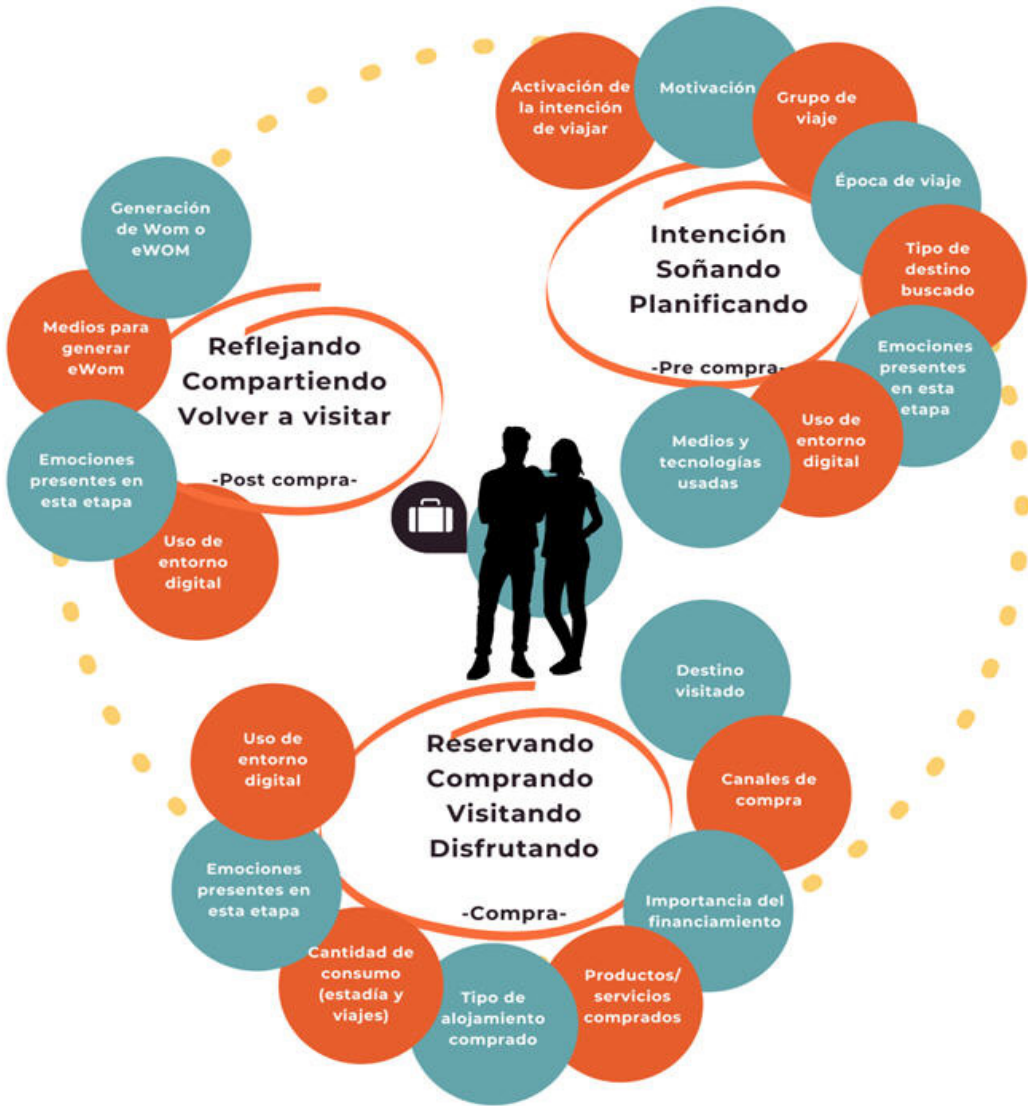 Activación de
la intención
de viajar
Motivación
Grupo de
viaje
Época de viaje
Tipo de
destino
buscado
Emociones
presentes
en esta
etapa
Uso de
entorno
digital
Medios y
tecnologías
usadas
Intención
Soñando
Planificando
-Pre compra-
Destino
visitado
Canales de
compra
Importancia del
financiamiento
Productos/
servicios
comprados
Tipo de
alojamiento
comprado
Cantidad de
consumo
(estadía y
viajes)
Emociones
presentes en
esta etapa
Uso de
entorno
digital
Reservando
Comprando
Visitando
Disfrutando
-Compra-
Generación
de Wom o
eWOM
Medios para
generar
eWom
Emociones
presentes en
esta etapa
Uso de
entorno
digital
Reflejando
Compartiendo
Volver a visitar
-Post compra-